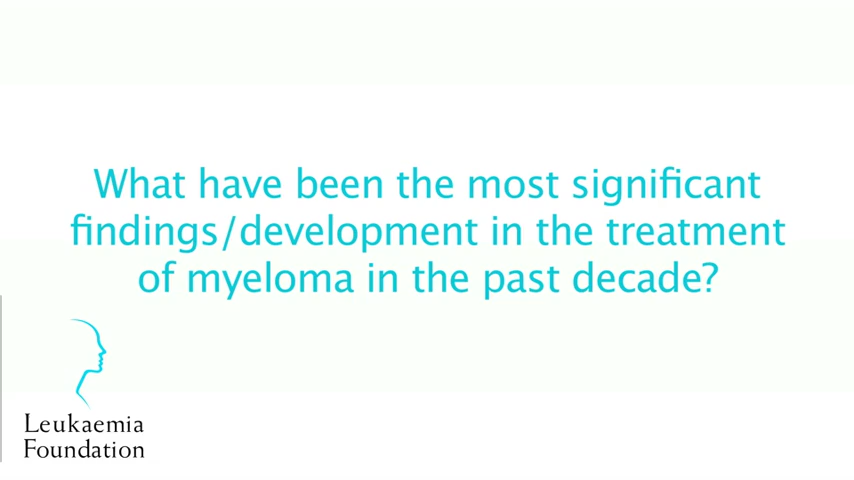 What have been the most significant
findings/development in the treatment
of myeloma in the past decade?
Leukaemia
Foundation